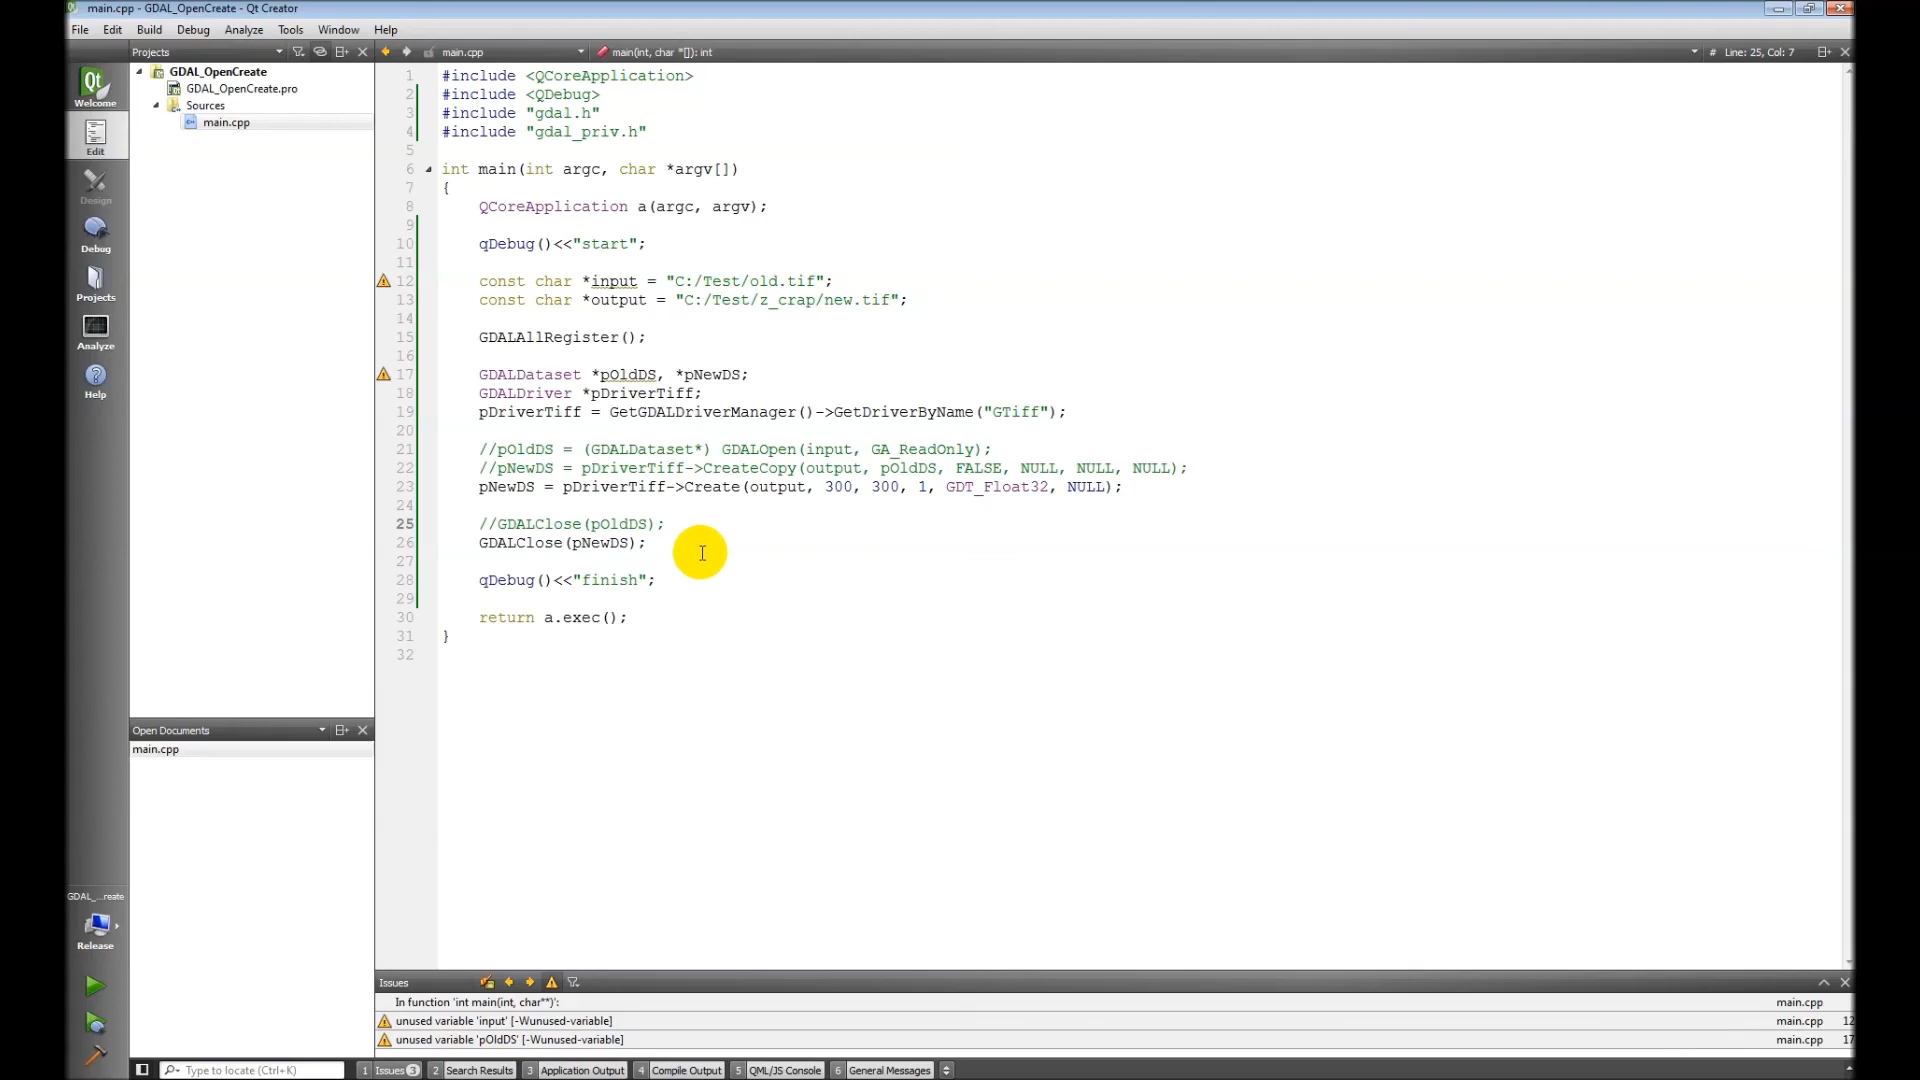 main.cpp - GDAL_OpenCreate - Qt Creator
File Edit Build Debug Analyze Tools Window Help
Projects main.cpp main(int, char *[]): int # Line: 25, Col: 7
Welcome
Edit
Design
Debug
Projects
Analyze
Help
GDAL_OpenCreate
GDAL_OpenCreate.pro
Sources
main.cpp
1 #include <QCoreApplication>
2 #include <QDebug>
3 #include "gdal.h"
4 #include "gdal_priv.h"
5
6 int main(int argc, char *argv[])
7 {
8 QCoreApplication a(argc, argv);
9
10 qDebug()<<"start";
11
12 const char *input = "C:/Test/old.tif";
13 const char *output = "C:/Test/z_crap/new.tif";
14
15 GDALAllRegister();
16
17 GDALDataset *pOldDS, *pNewDS;
18 GDALDriver *pDriverTiff;
19 pDriverTiff = GetGDALDriverManager()->GetDriverByName("GTiff");
20
21 //pOldDS = (GDALDataset*) GDALOpen(input, GA_ReadOnly);
22 //pNewDS = pDriverTiff->CreateCopy(output, pOldDS, FALSE, NULL, NULL, NULL);
23 pNewDS = pDriverTiff->Create(output, 300, 300, 1, GDT_Float32, NULL);
24
25 //GDALClose(pOldDS);
26 GDALClose(pNewDS);
27
28 qDebug()<<"finish";
29
30 return a.exec();
31 }
32
Open Documents
main.cpp
GDAL_...reate
Release
Issues
In function 'int main(int, char**)': main.cpp
unused variable 'input' [-Wunused-variable] main.cpp 12
unused variable 'pOldDS' [-Wunused-variable] main.cpp 17
Type to locate (Ctrl+K) 1 Issues 3 2 Search Results 3 Application Output 4 Compile Output 5 QML/JS Console 6 General Messages